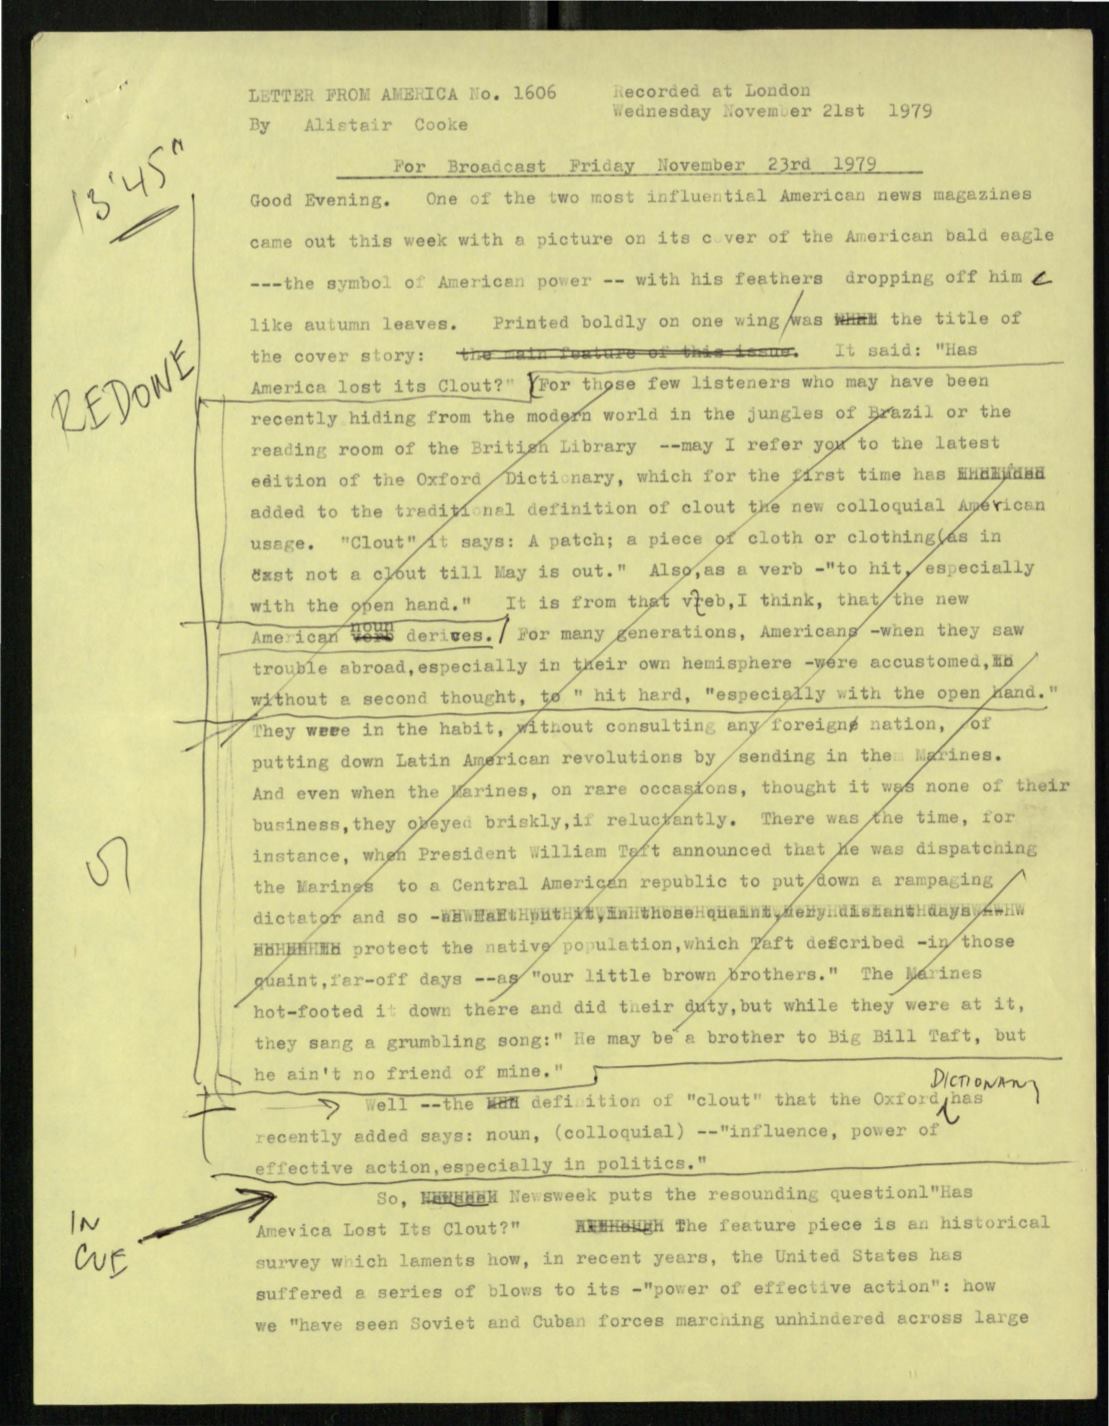 LETTER FROM AMERICA No. 1606 Recorded at London
Wednesday November 21st 1979
By Alistair Cooke
13'45"
For Broadcast Friday November 23rd 1979
Good Evening. One of the two most influential American news magazines
came out this week with a picture on its cover of the American bald eagle
---the symbol of American power -- with his feathers dropping off him
like autumn leaves. Printed boldly on one wing/was the title of
the cover story: the main feature of this issue. It said: "Has
REDONE
America lost its Clout?" For those few listeners who may have been
recently hiding from the modern world in the jungles of Brazil or the
reading room of the British Library --may I refer you to the latest
edition of the Oxford Dictionary, which for the first time has
added to the traditional definition of clout the new colloquial American
usage. "Clout" it says: A patch; a piece of cloth or clothing(as in
cast not a clout till May is out." Also,as a verb -"to hit, especially
with the open hand." It is from that vreb,I think, that the new
American verb noun derives. For many generations, Americans -when they saw
trouble abroad,especially in their own hemisphere -were accustomed,
without a second thought, to " hit hard, "especially with the open hand."
They were in the habit, without consulting any foreign nation, of
putting down Latin American revolutions by sending in the Marines.
And even when the Marines, on rare occasions, thought it was none of their
business,they obeyed briskly,if reluctantly. There was the time, for
instance, when President William Taft announced that he was dispatching
5
the Marines to a Central American republic to put down a rampaging
dictator and so - as Taft put it, in those quaint, very distant days
protect the native population,which Taft described -in those
quaint,far-off days --as "our little brown brothers." The Marines
hot-footed it down there and did their duty,but while they were at it,
they sang a grumbling song:" He may be a brother to Big Bill Taft, but
he ain't no friend of mine."
Well --the definition of "clout" that the Oxford DICTIONARY has
recently added says: noun, (colloquial) --"influence, power of
effective action,especially in politics."
So, Newsweek puts the resounding question1"Has
IN
CUE
America Lost Its Clout?" The feature piece is an historical
survey which laments how, in recent years, the United States has
suffered a series of blows to its -"power of effective action": how
we "have seen Soviet and Cuban forces marching unhindered across large